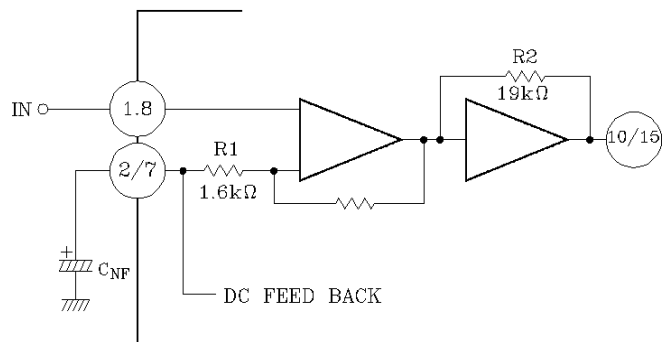 R2
19kΩ
IN
1.8
10/15
R1
2/7
1.6kΩ
+
CNF
DC FEED BACK